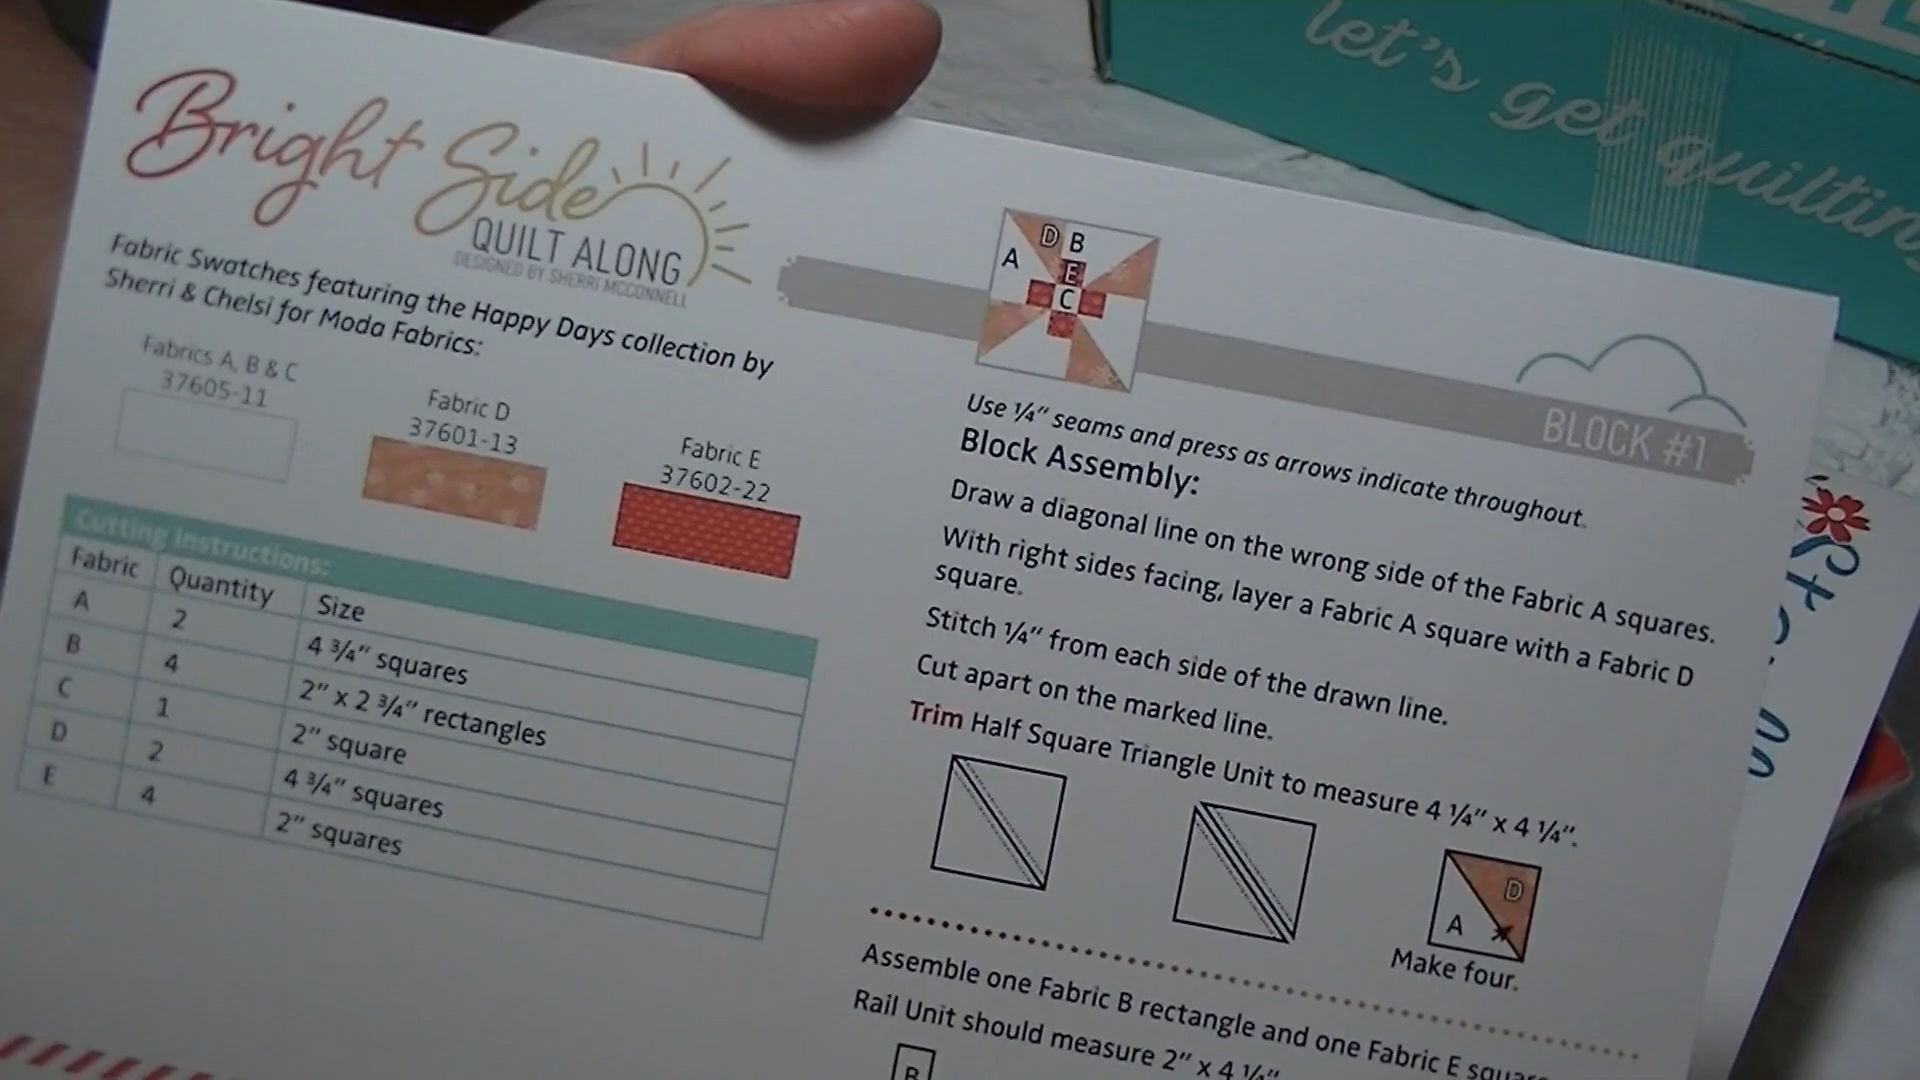 Bright Side
QUILT ALONG
DESIGNED BY SHERRI MCCONNELL
Fabric Swatches featuring the Happy Days collection by
Sherri & Chelsi for Moda Fabrics:
Fabrics A, B & C
37605-11
Fabric D
37601-13
Fabric E
37602-22
Cutting Instructions:
Fabric Quantity Size
A 2 4 ¾" squares
B 4 2" x 2 ¾" rectangles
C 1 2" square
D 2 4 ¾" squares
E 4 2" squares
let's get quilting
D B
A E
C
BLOCK #1
Use ¼" seams and press as arrows indicate throughout.
Block Assembly:
Draw a diagonal line on the wrong side of the Fabric A squares.
With right sides facing, layer a Fabric A square with a Fabric D
square.
Stitch ¼" from each side of the drawn line.
Cut apart on the marked line.
Trim Half Square Triangle Unit to measure 4 ¼" x 4 ¼".
D
A
Make four.
Assemble one Fabric B rectangle and one Fabric E
Rail Unit should measure 2" x 4 ¼".
B